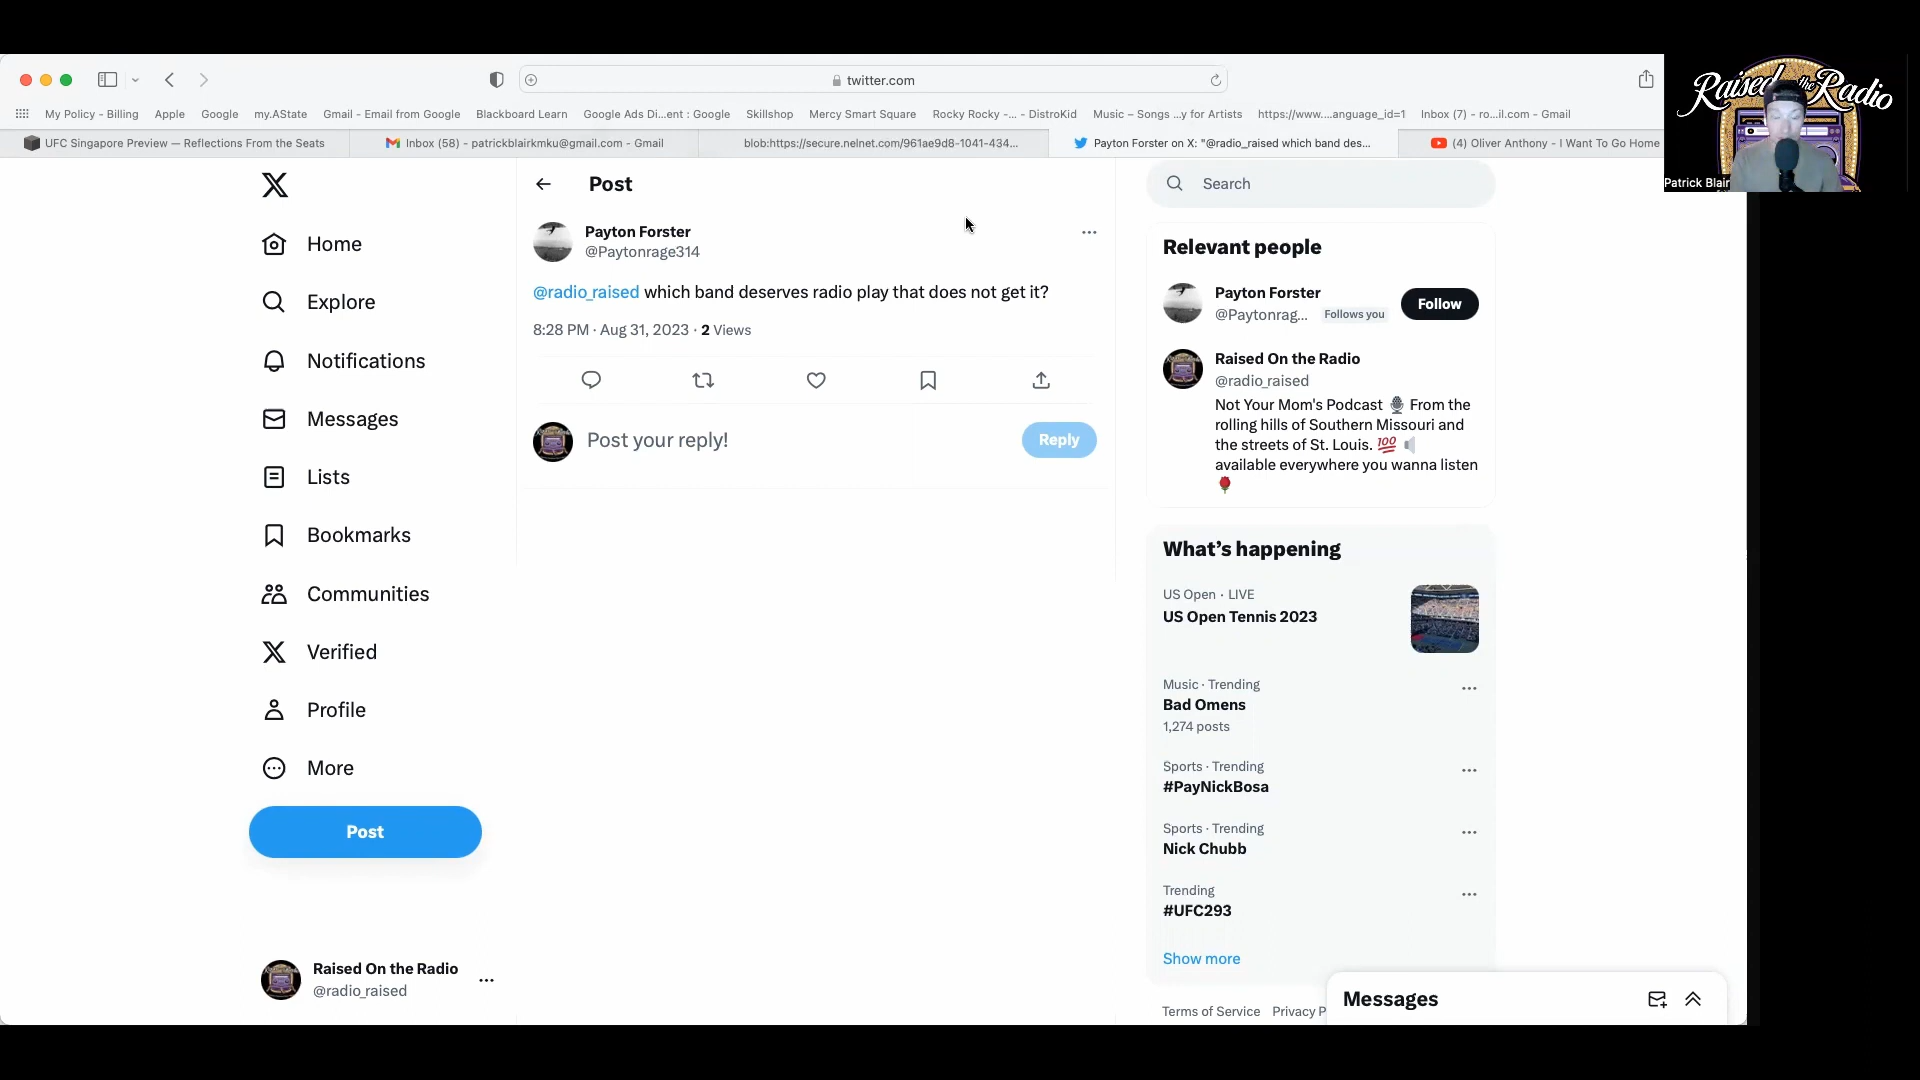 twitter.com
My Policy - Billing Apple Google my.AState Gmail - Email from Google Blackboard Learn Google Ads Di...ent : Google Skillshop Mercy Smart Square Rocky Rocky -... - DistroKid Music – Songs ...y for Artists https://www....anguage_id=1 Inbox (7) - ro...il.com - Gmail
UFC Singapore Preview — Reflections From the Seats Inbox (58) - patrickblairkmku@gmail.com - Gmail blob:https://secure.nelnet.com/961ae9d8-1041-434... Payton Forster on X: "@radio_raised which band des... (4) Oliver Anthony - I Want To Go Home
Raised On the Radio
Patrick Blair
Home
Explore
Notifications
Messages
Lists
Bookmarks
Communities
Verified
Profile
More
Post
Raised On the Radio
@radio_raised
Post
Payton Forster
@Paytonrage314
@radio_raised which band deserves radio play that does not get it?
8:28 PM · Aug 31, 2023 · 2 Views
Post your reply!
Reply
Search
Relevant people
Payton Forster
@Paytonrag... Follows you
Follow
Raised On the Radio
@radio_raised
Not Your Mom's Podcast 🎙️ From the
rolling hills of Southern Missouri and
the streets of St. Louis. 💯 🔈
available everywhere you wanna listen
🌹
What's happening
US Open · LIVE
US Open Tennis 2023
Music · Trending
Bad Omens
1,274 posts
Sports · Trending
#PayNickBosa
Sports · Trending
Nick Chubb
Trending
#UFC293
Show more
Terms of Service Privacy P
Messages